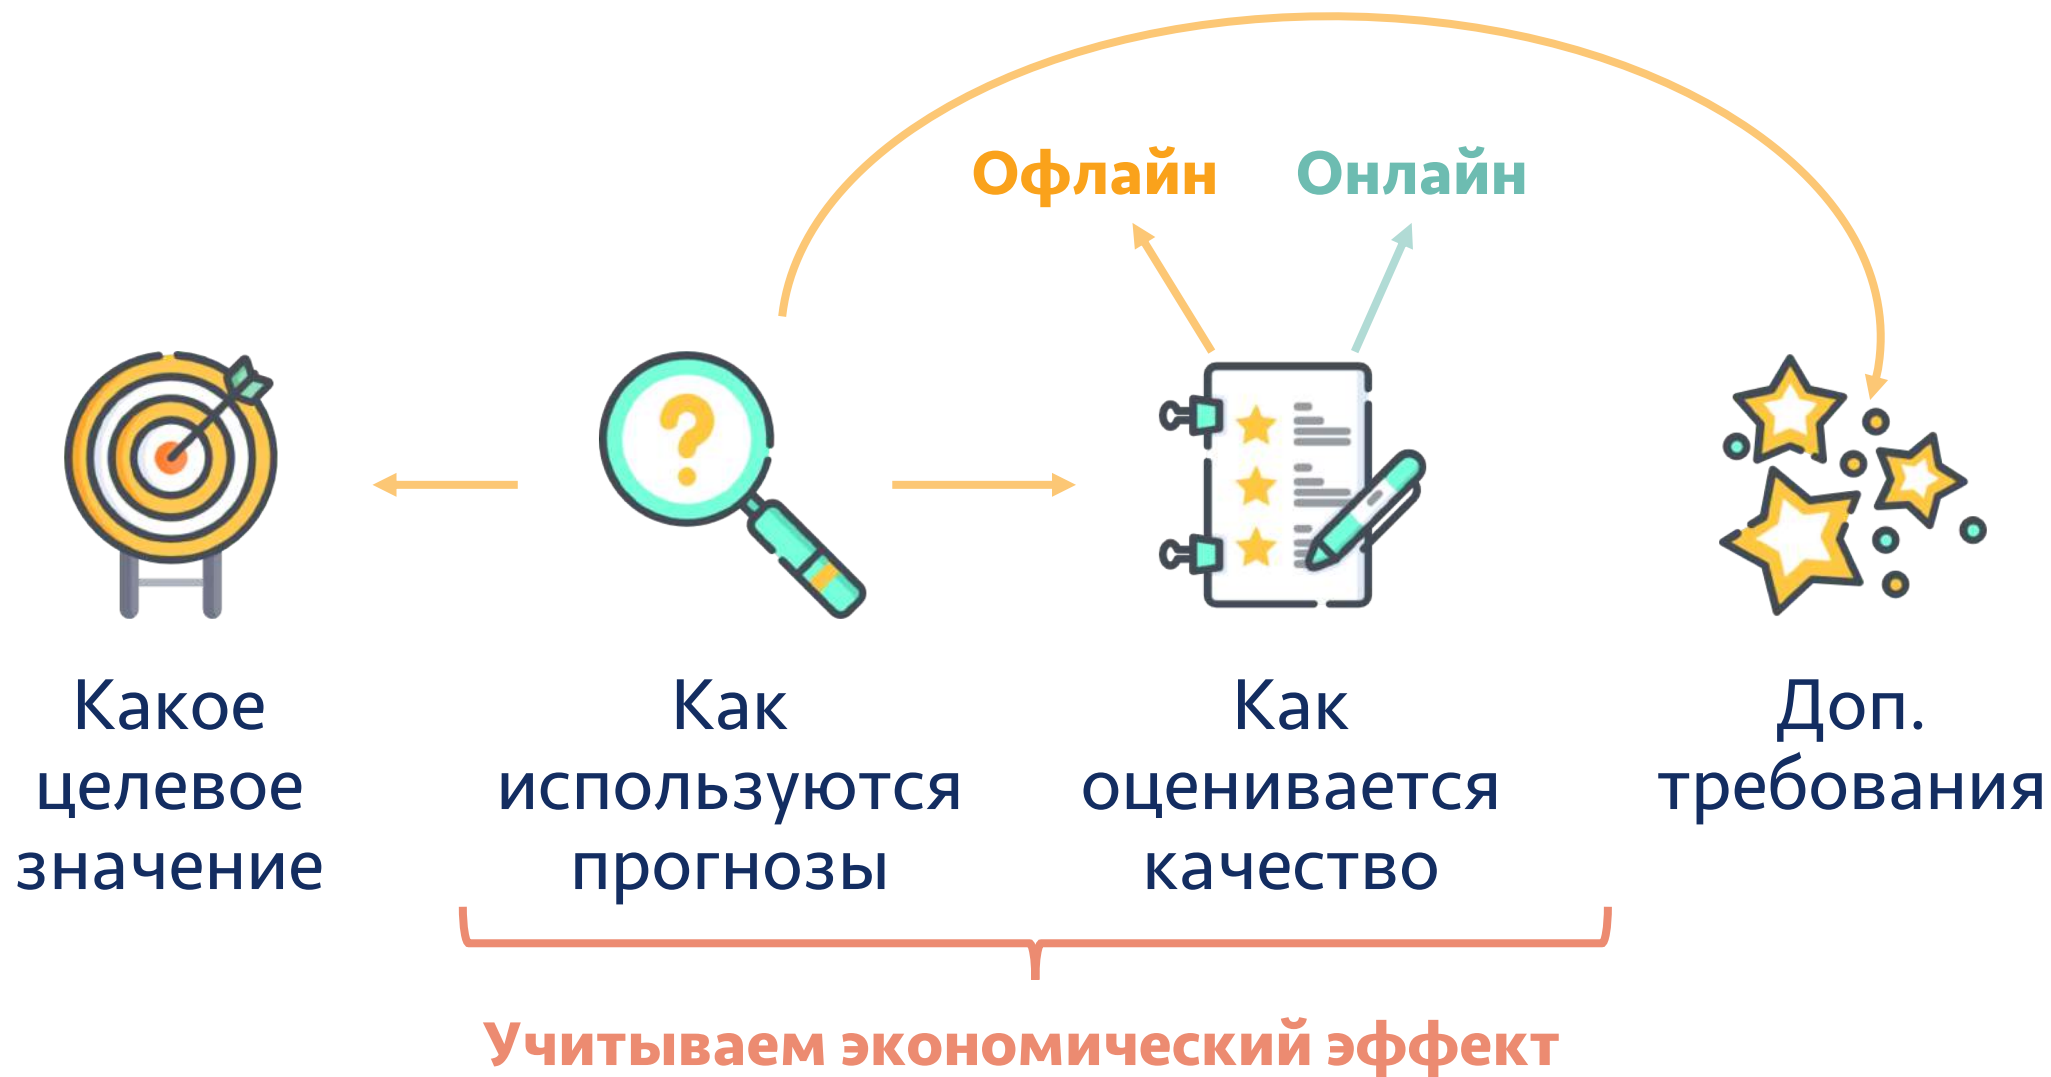 Офлайн
Онлайн
Какое
целевое
значение
Как
используются
прогнозы
Как
оценивается
качество
Доп.
требования
Учитываем экономический эффект